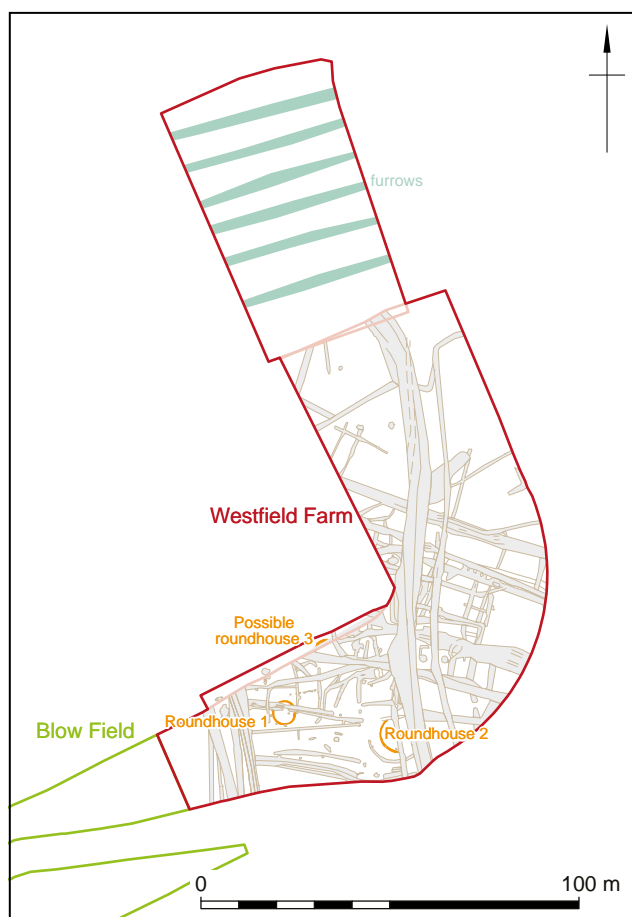 furrows
Westfield Farm
Possible
roundhouse 3
Roundhouse 1
Roundhouse 2
Blow Field
0
100 m